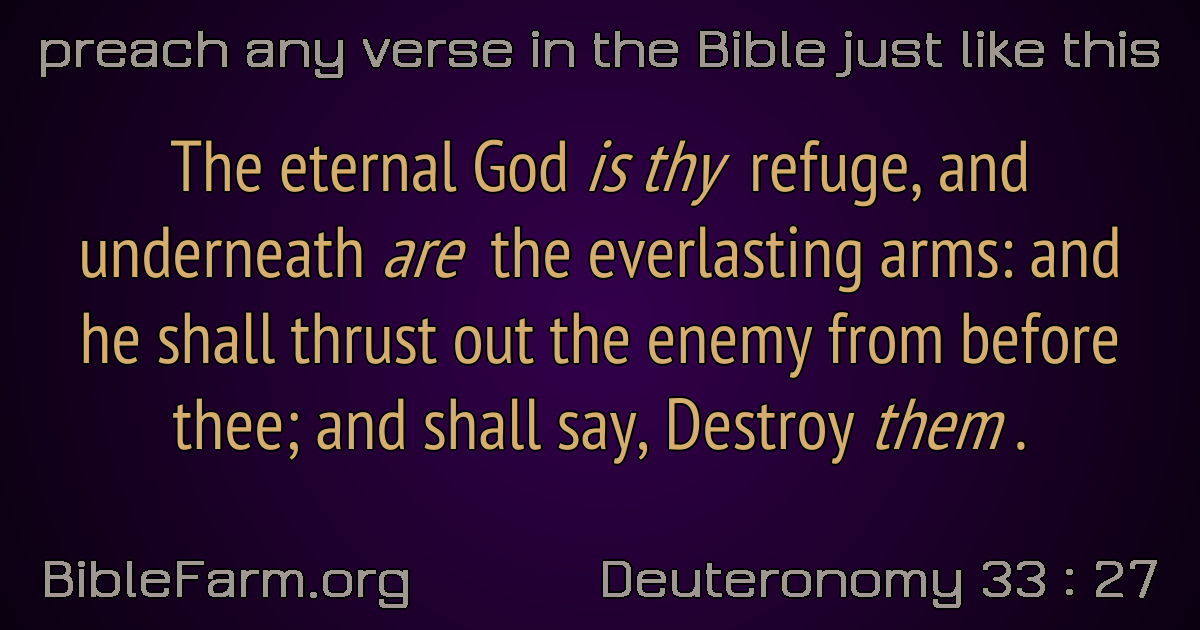 preach any verse in the Bible just like this
The eternal God is thy refuge, and
underneath are the everlasting arms: and
he shall thrust out the enemy from before
thee; and shall say, Destroy them .
BibleFarm.org
Deuteronomy 33 : 27